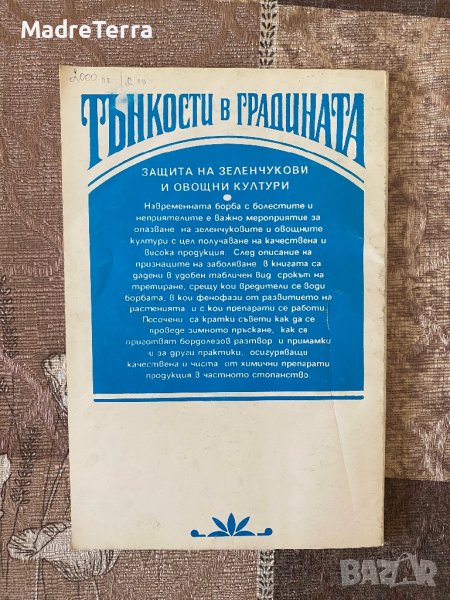 MadreTerra
2000 лв / 2 лв
ТЪНКОСТИ В ГРАДИНАТА
ЗАЩИТА НА ЗЕЛЕНЧУКОВИ
И ОВОЩНИ КУЛТУРИ
Навременната борба с болестите и
неприятелите е важно мероприятие за
опазване на зеленчуковите и овощните
култури с цел получаване на качествена и
висока продукция. След описание на
признаците на заболяване в книгата са
дадени в удобен табличен вид срокът на
третиране, срещу кои вредители се води
борбата, в кои фенофази от развитието на
растенията и с кои препарати се работи.
Посочени са кратки съвети как да се
проведе зимното пръскане, как се
приготвят бордолезов разтвор и примамки
и за други практики, осигуряващи
качествена и чиста от химични препарати
продукция в частното стопанство.
BAZAR